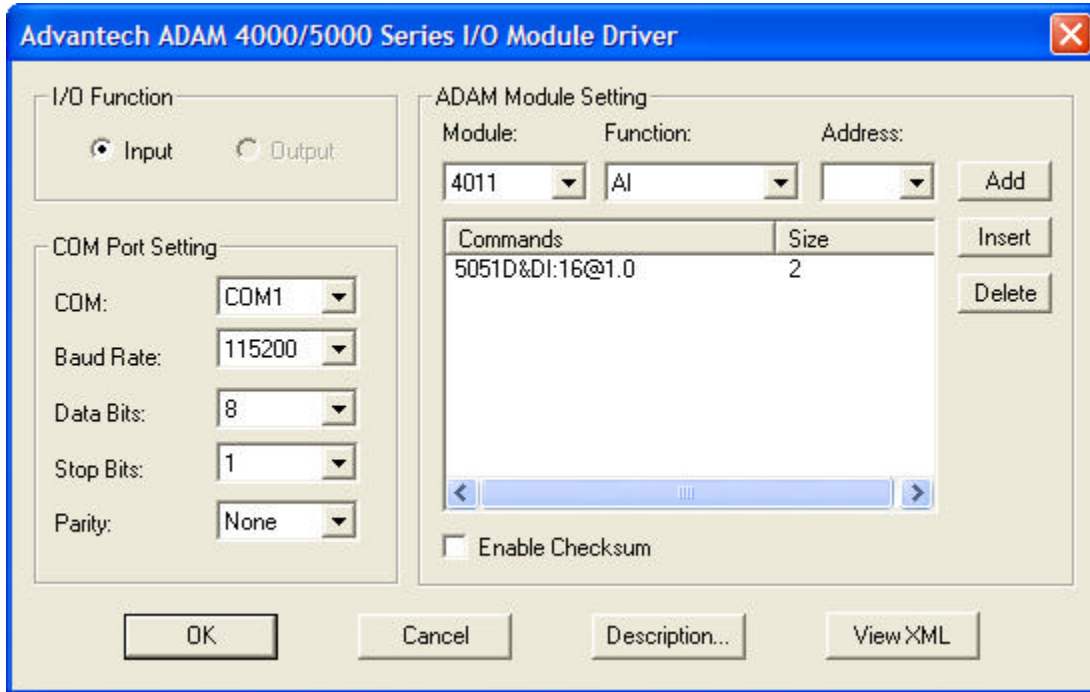 Advantech ADAM 4000/5000 Series I/O Module Driver
I/O Function
Input
Output
COM Port Setting
COM:
COM1
Baud Rate:
115200
Data Bits:
8
Stop Bits:
1
Parity:
None
ADAM Module Setting
Module:
Function:
Address:
4011
AI
Add
Commands
Size
Insert
5051D&DI:16@1.0
2
Delete
Enable Checksum
OK
Cancel
Description...
View XML